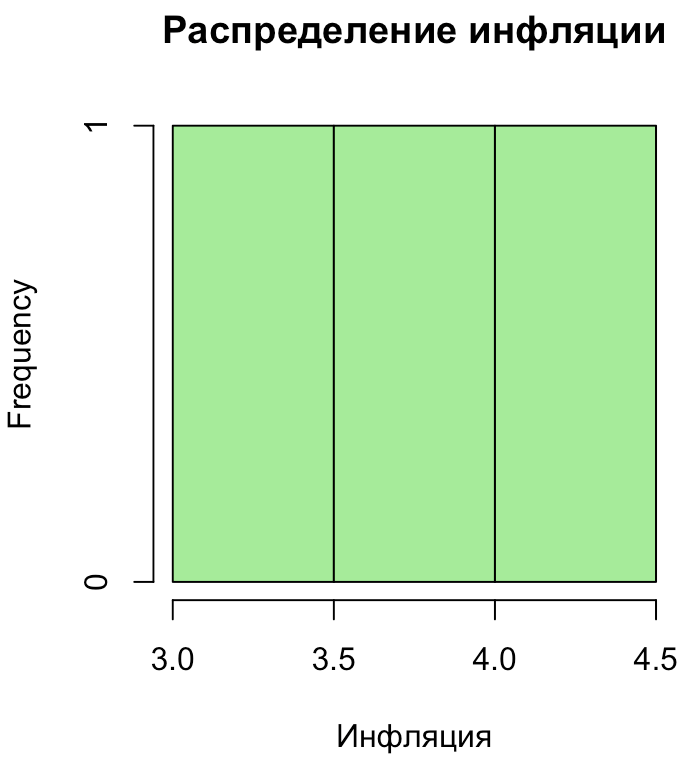 Распределение инфляции
1
Frequency
0
3.0 3.5 4.0 4.5
Инфляция